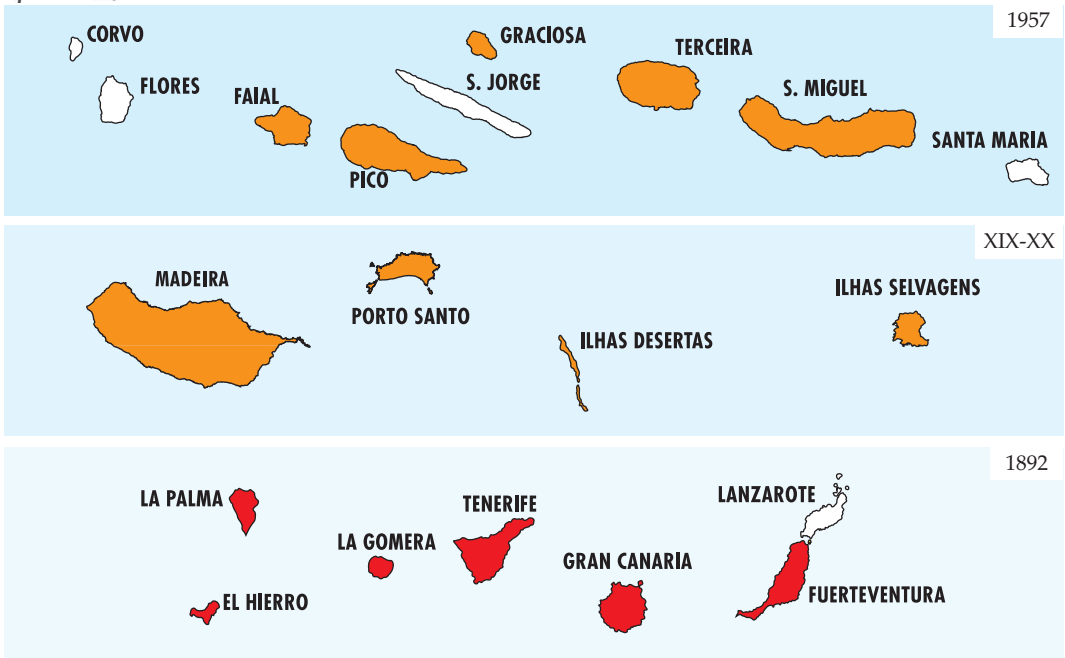 1957
CORVO
FLORES
FAIAL
PICO
GRACIOSA
S. JORGE
TERCEIRA
S. MIGUEL
SANTA MARIA
XIX-XX
MADEIRA
PORTO SANTO
ILHAS DESERTAS
ILHAS SELVAGENS
1892
LA PALMA
EL HIERRO
LA GOMERA
TENERIFE
GRAN CANARIA
LANZAROTE
FUERTEVENTURA